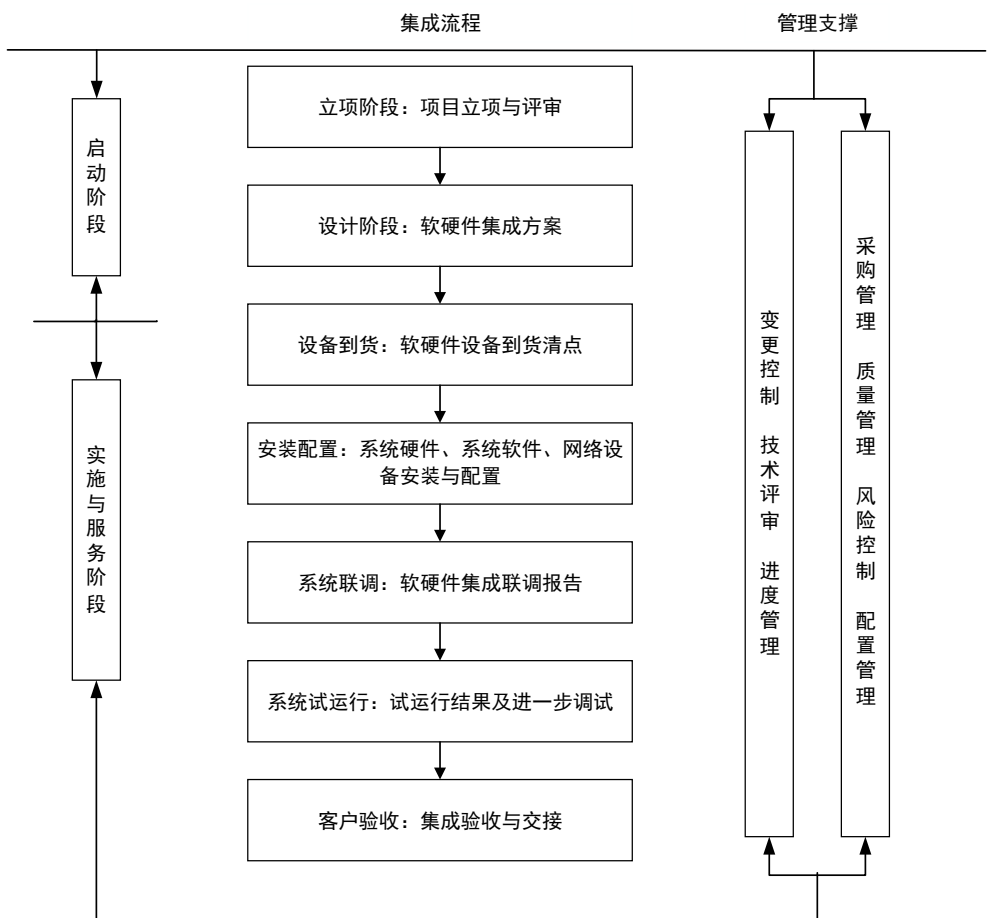 集成流程
管理支撑
启动阶段
实施与服务阶段
立项阶段：项目立项与评审
设计阶段：软硬件集成方案
设备到货：软硬件设备到货清点
安装配置：系统硬件、系统软件、网络设
备安装与配置
系统联调：软硬件集成联调报告
系统试运行：试运行结果及进一步调试
客户验收：集成验收与交接
变更控制 技术评审 进度管理
采购管理 质量管理 风险控制 配置管理